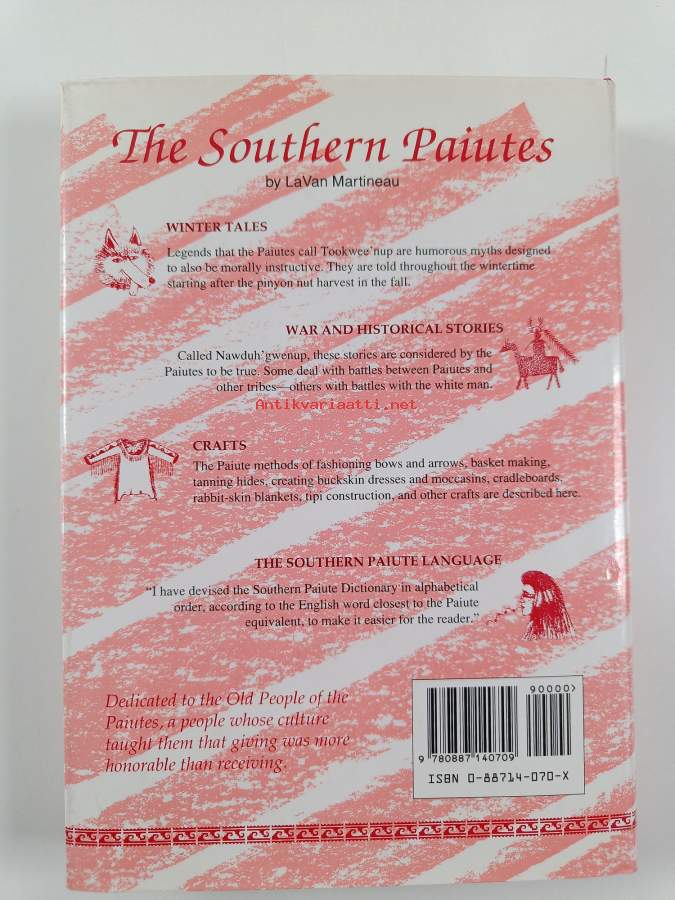 The Southern Paiutes
by LaVan Martineau
WINTER TALES
Legends that the Paiutes call Tookwee'nup are humorous myths designed
to also be morally instructive. They are told throughout the wintertime
starting after the pinyon nut harvest in the fall.
WAR AND HISTORICAL STORIES
Called Nawduh'gwenup, these stories are considered by the
Paiutes to be true. Some deal with battles between Paiutes and
other tribes—others with battles with the white man.
Antikvariaatti.net
CRAFTS
The Paiute methods of fashioning bows and arrows, basket making,
tanning hides, creating buckskin dresses and moccasins, cradleboards,
rabbit-skin blankets, tipi construction, and other crafts are described here.
THE SOUTHERN PAIUTE LANGUAGE
"I have devised the Southern Paiute Dictionary in alphabetical
order, according to the English word closest to the Paiute
equivalent, to make it easier for the reader."
Dedicated to the Old People of the
Paiutes, a people whose culture
taught them that giving was more
honorable than receiving.
90000>
9 780887 140709
ISBN 0-88714-070-X